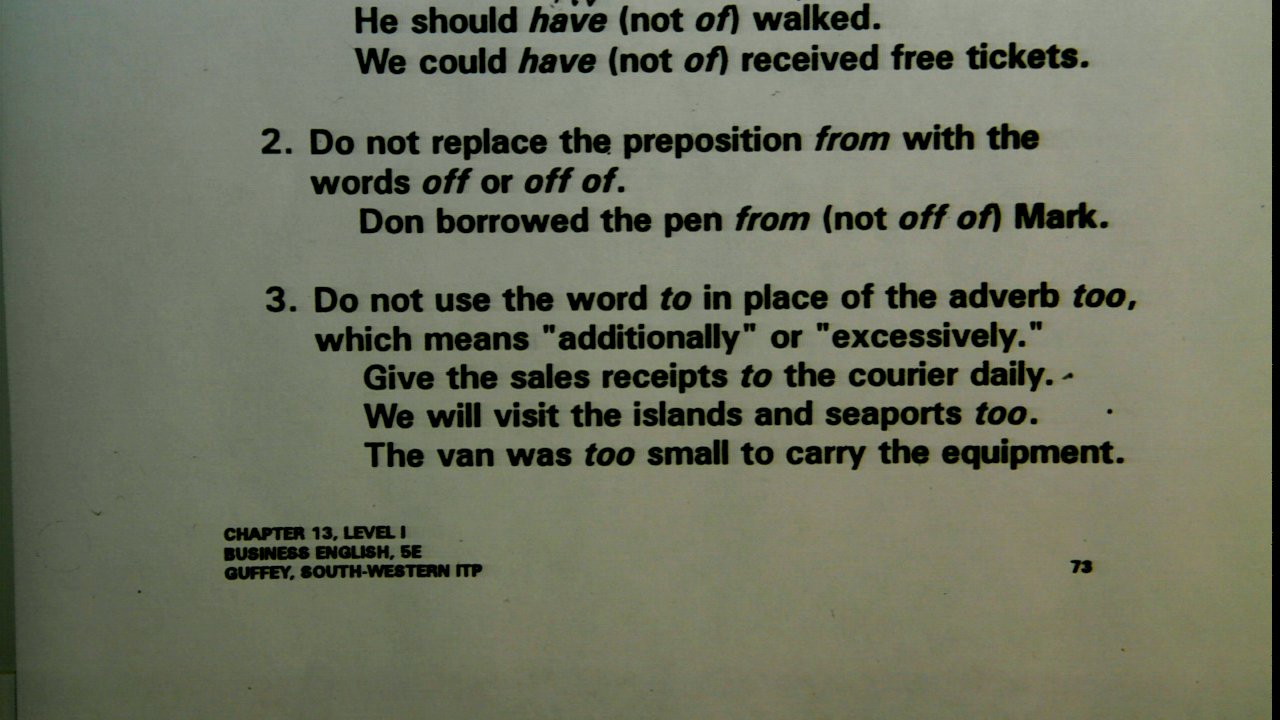 He should have (not of) walked.
We could have (not of) received free tickets.
2. Do not replace the preposition from with the
words off or off of.
Don borrowed the pen from (not off of) Mark.
3. Do not use the word to in place of the adverb too,
which means "additionally" or "excessively."
Give the sales receipts to the courier daily.
We will visit the islands and seaports too.
The van was too small to carry the equipment.
CHAPTER 13, LEVEL I
BUSINESS ENGLISH, 5E
GUFFEY, SOUTH-WESTERN ITP
73